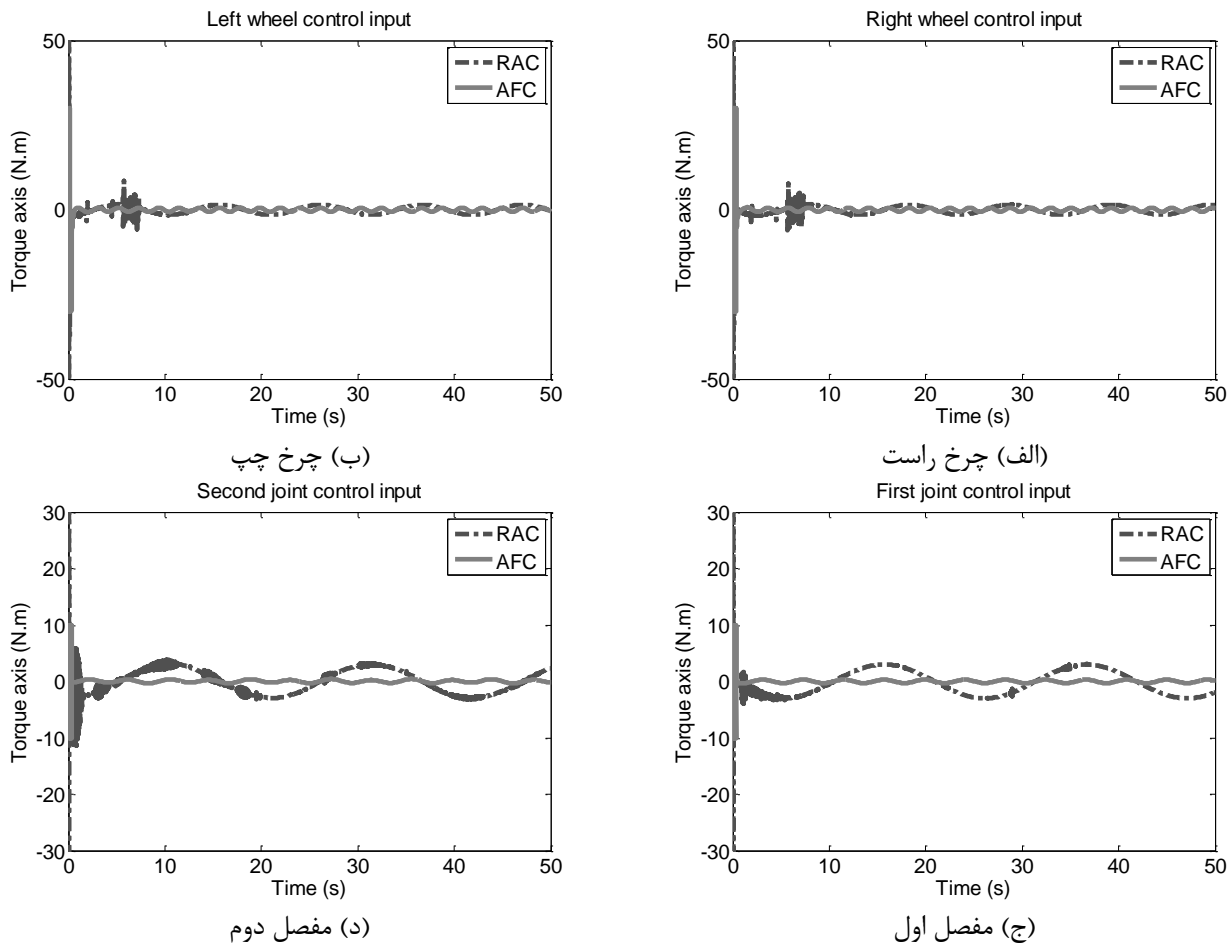 Left wheel control input
50
0
-50
Torque axis (N.m)
RAC
AFC
0 10 20 30 40 50
Time (s)
(ب) چرخ چپ
Right wheel control input
50
0
-50
Torque axis (N.m)
RAC
AFC
0 10 20 30 40 50
Time (s)
(الف) چرخ راست
Second joint control input
30
20
10
0
-10
-20
-30
Torque axis (N.m)
RAC
AFC
0 10 20 30 40 50
Time (s)
(د) مفصل دوم
First joint control input
30
20
10
0
-10
-20
-30
Torque axis (N.m)
RAC
AFC
0 10 20 30 40 50
Time (s)
(ج) مفصل اول